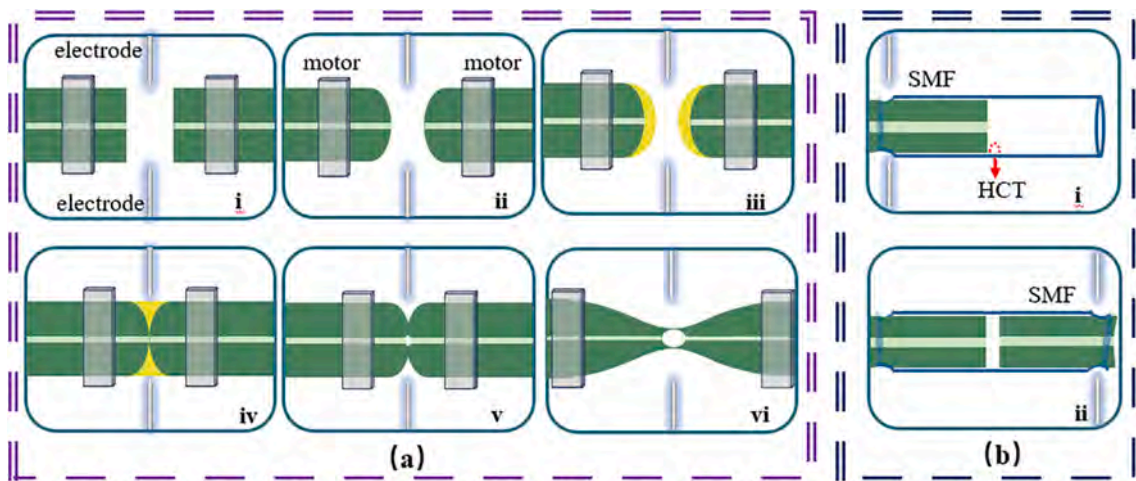 electrode
electrode
i
motor
motor
ii
iii
iv
v
vi
(a)
SMF
HCT
i
SMF
ii
(b)